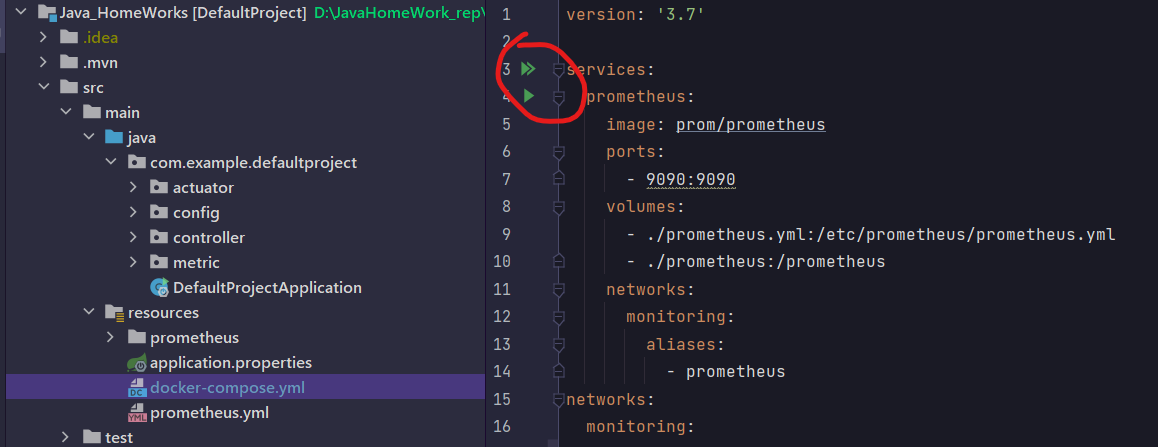 Java_HomeWorks [DefaultProject] D:\JavaHomeWork_rep\
.idea
.mvn
src
main
java
com.example.defaultproject
actuator
config
controller
metric
DefaultProjectApplication
resources
prometheus
application.properties
docker-compose.yml
prometheus.yml
test
1 version: '3.7'
2
3 services:
4 prometheus:
5 image: prom/prometheus
6 ports:
7 - 9090:9090
8 volumes:
9 - ./prometheus.yml:/etc/prometheus/prometheus.yml
10 - ./prometheus:/prometheus
11 networks:
12 monitoring:
13 aliases:
14 - prometheus
15 networks:
16 monitoring: